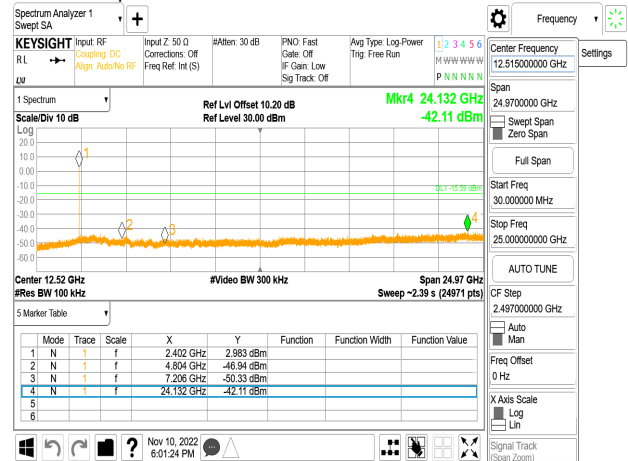 Spectrum Analyzer 1
Swept SA
Frequency
KEYSIGHT
Input: RF
Input Z: 50 Ω
#Atten: 30 dB
PNO: Fast
Avg Type: Log-Power
1 2 3 4 5 6
RL
Coupling: DC
Corrections: Off
Gate: Off
Trig: Free Run
M W W W W W
Align: Auto/No RF
Freq Ref: Int (S)
IF Gain: Low
Sig Track: Off
P N N N N N
1 Spectrum
Ref Lvl Offset 10.20 dB
Mkr4 24.132 GHz
Scale/Div 10 dB
Ref Level 30.00 dBm
-42.11 dBm
Log
20.0
10.0
0.00
-10.0
-20.0
-30.0
-40.0
-50.0
-60.0
1
2
3
4
DL1 -15.59 dBm
Center 12.52 GHz
#Video BW 300 kHz
Span 24.97 GHz
#Res BW 100 kHz
Sweep ~2.39 s (24971 pts)
5 Marker Table
Mode Trace Scale X Y Function Function Width Function Value
1 N 1 f 2.402 GHz 2.983 dBm
2 N 1 f 4.804 GHz -46.94 dBm
3 N 1 f 7.206 GHz -50.33 dBm
4 N 1 f 24.132 GHz -42.11 dBm
5
6
Nov 10, 2022
6:01:24 PM
Center Frequency
12.515000000 GHz
Settings
Span
24.9700000 GHz
Swept Span
Zero Span
Full Span
Start Freq
30.000000 MHz
Stop Freq
25.000000000 GHz
AUTO TUNE
CF Step
2.497000000 GHz
Auto
Man
Freq Offset
0 Hz
X Axis Scale
Log
Lin
Signal Track
(Span Zoom)